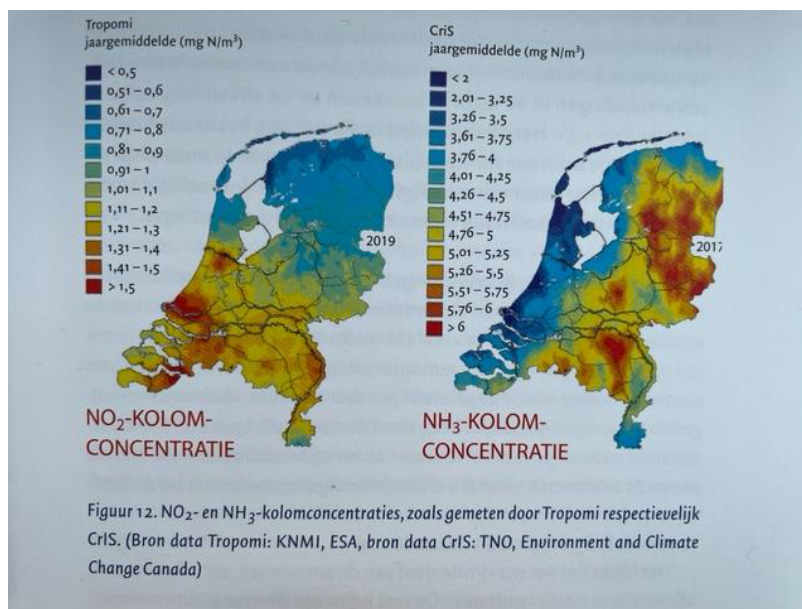 Tropomi
jaargemiddelde (mg N/m³)
< 0,5
0,51 – 0,6
0,61 – 0,7
0,71 – 0,8
0,81 – 0,9
0,91 – 1
1,01 – 1,1
1,11 – 1,2
1,21 – 1,3
1,31 – 1,4
1,41 – 1,5
> 1,5
2019
NO₂-KOLOM-
CONCENTRATIE
CriS
jaargemiddelde (mg N/m³)
< 2
2,01 – 3,25
3,26 – 3,5
3,61 – 3,75
3,76 – 4
4,01 – 4,25
4,26 – 4,5
4,51 – 4,75
4,76 – 5
5,01 – 5,25
5,26 – 5,5
5,51 – 5,75
5,76 – 6
> 6
2017
NH₃-KOLOM-
CONCENTRATIE
Figuur 12. NO₂- en NH₃-kolomconcentraties, zoals gemeten door Tropomi respectievelijk
CrIS. (Bron data Tropomi: KNMI, ESA, bron data CrIS: TNO, Environment and Climate
Change Canada)